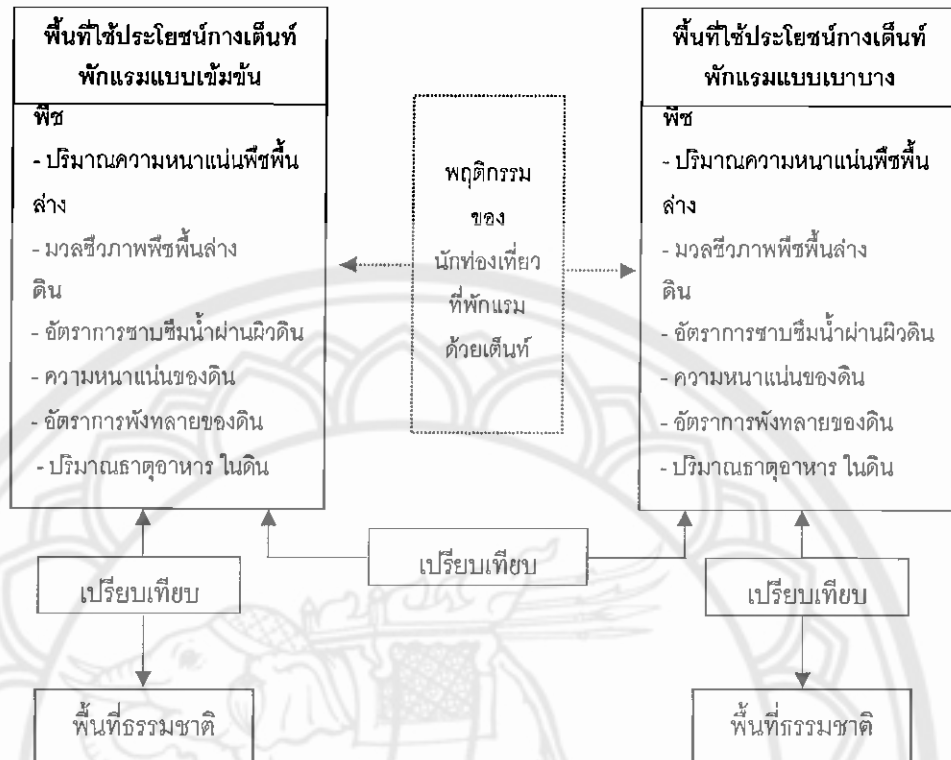 พื้นที่ใช้ประโยชน์กางเต็นท์
พักแรมแบบเข้มข้น
พืช
- ปริมาณความหนาแน่นพืชพื้น
ล่าง
- มวลชีวภาพพืชพื้นล่าง
ดิน
- อัตราการซาบซึมน้ำผ่านผิวดิน
- ความหนาแน่นของดิน
- อัตราการพังทลายของดิน
- ปริมาณธาตุอาหาร ในดิน
พฤติกรรม
ของ
นักท่องเที่ยว
ที่พักแรม
ด้วยเต็นท์
พื้นที่ใช้ประโยชน์กางเต็นท์
พักแรมแบบเบาบาง
พืช
- ปริมาณความหนาแน่นพืชพื้น
ล่าง
- มวลชีวภาพพืชพื้นล่าง
ดิน
- อัตราการซาบซึมน้ำผ่านผิวดิน
- ความหนาแน่นของดิน
- อัตราการพังทลายของดิน
- ปริมาณธาตุอาหาร ในดิน
เปรียบเทียบ
เปรียบเทียบ
เปรียบเทียบ
พื้นที่ธรรมชาติ
พื้นที่ธรรมชาติ